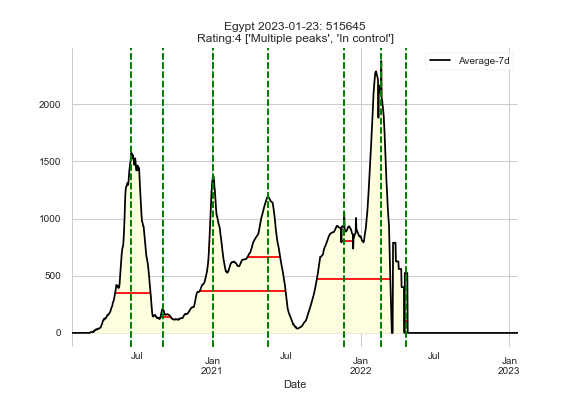 Egypt 2023-01-23: 515645
Rating:4 ['Multiple peaks', 'In control']
Average-7d
2000
1500
1000
500
0
Jul
Jan
2021
Jul
Jan
2022
Jul
Jan
2023
Date